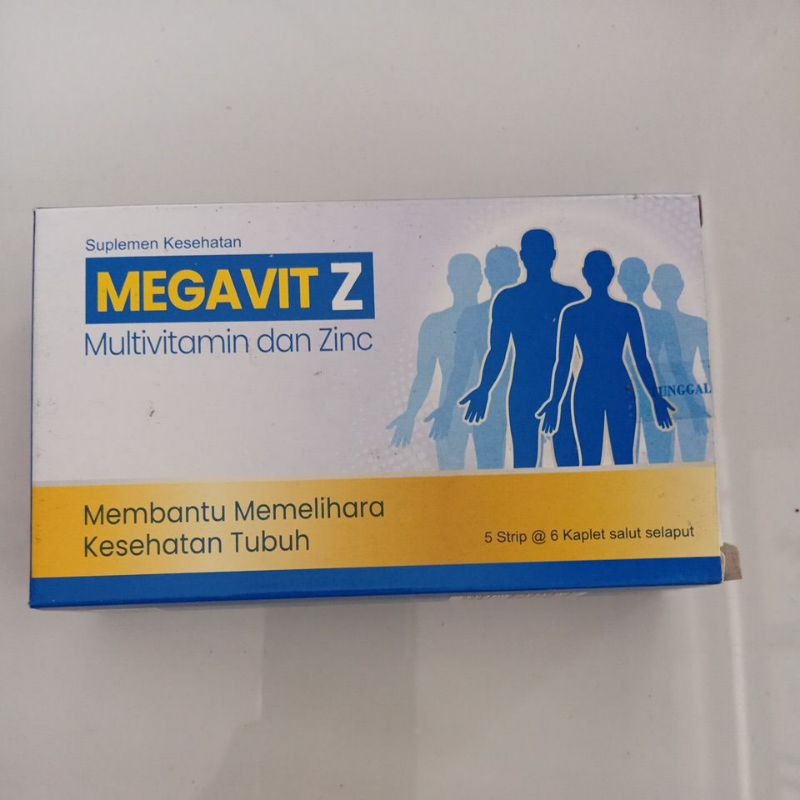 Suplemen Kesehatan
MEGAVIT Z
Multivitamin dan Zinc
Membantu Memelihara
Kesehatan Tubuh
5 Strip @ 6 Kaplet salut selaput